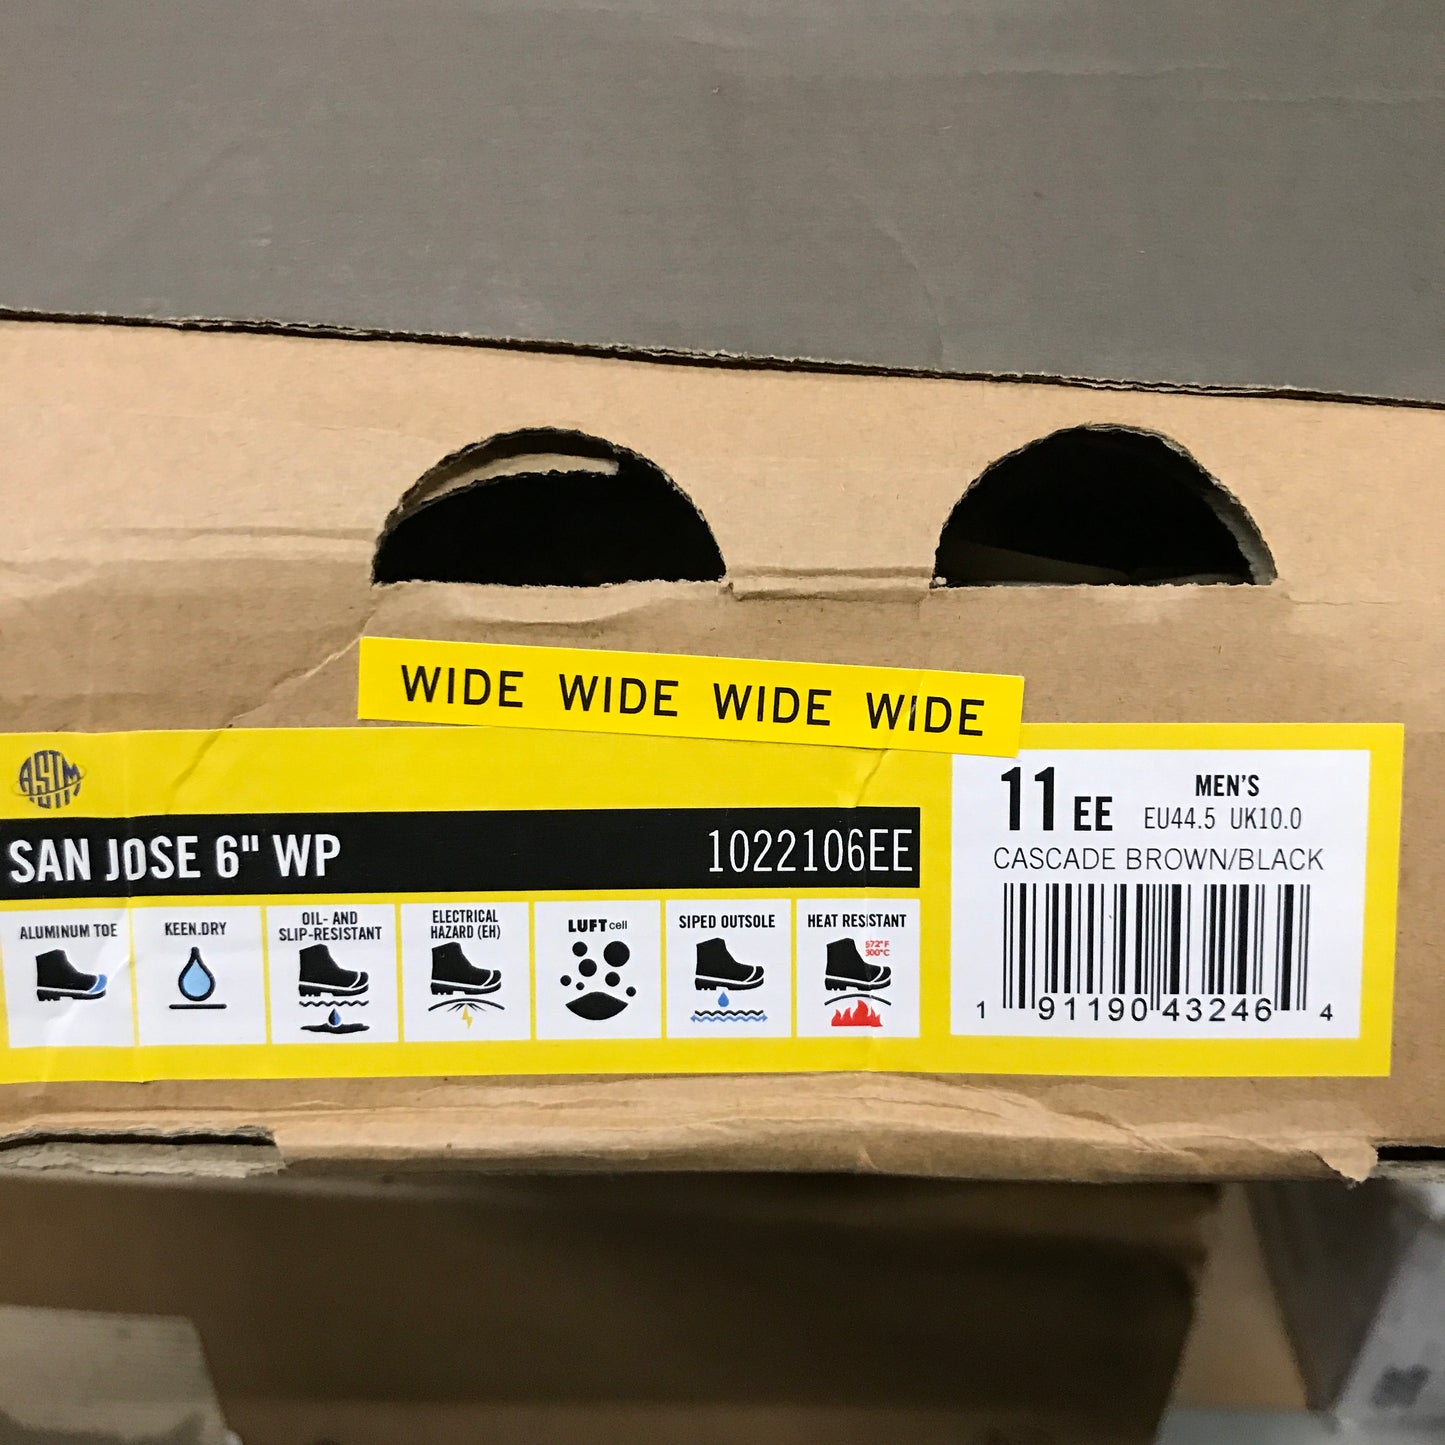 WIDE WIDE WIDE WIDE
ASTM
SAN JOSE 6" WP 1022106EE
ALUMINUM TOE
KEEN.DRY
OIL- AND
SLIP-RESISTANT
ELECTRICAL
HAZARD (EH)
LUFTcell
SIPED OUTSOLE
HEAT RESISTANT
572°F
300°C
11 EE MEN'S
EU44.5 UK10.0
CASCADE BROWN/BLACK
1 91190 43246 4